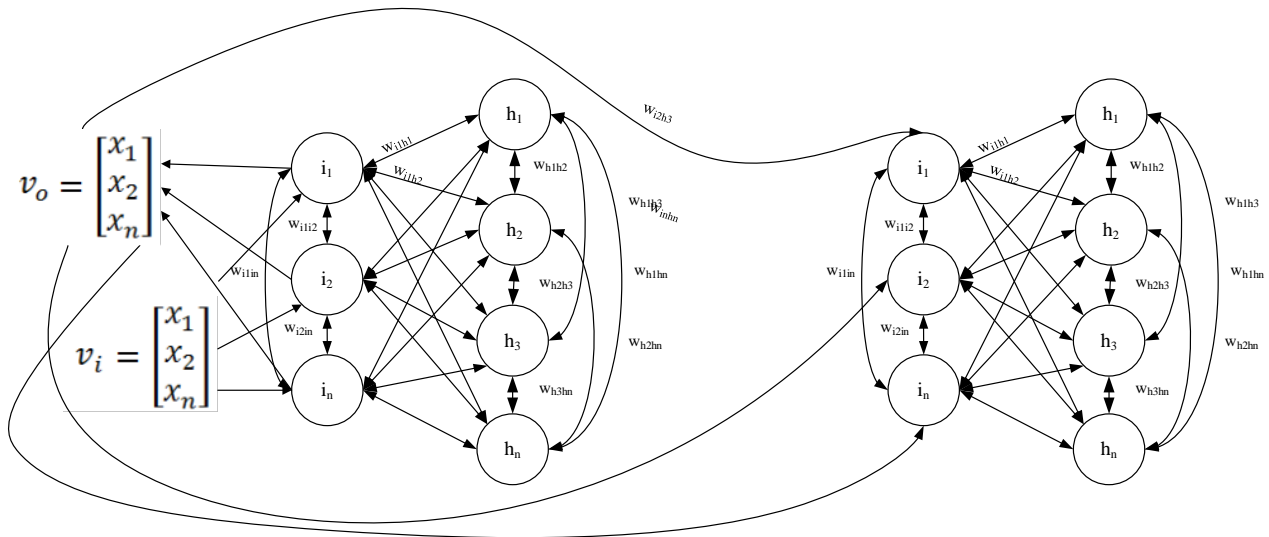 v_o = [x_1 x_2 x_n]
v_i = [x_1 x_2 x_n]
i_1
i_2
i_n
h_1
h_2
h_3
h_n
w_i1h1
w_i1h2
w_i1i2
w_i1in
w_i2in
w_h1h2
w_h2h3
w_h3hn
w_h1h3
w_inhn
w_h1hn
w_h2hn
w_i2h3
i_1
i_2
i_n
h_1
h_2
h_3
h_n
w_i1h1
w_i1h2
w_i1i2
w_i1in
w_i2in
w_h1h2
w_h2h3
w_h3hn
w_h1h3
w_h1hn
w_h2hn